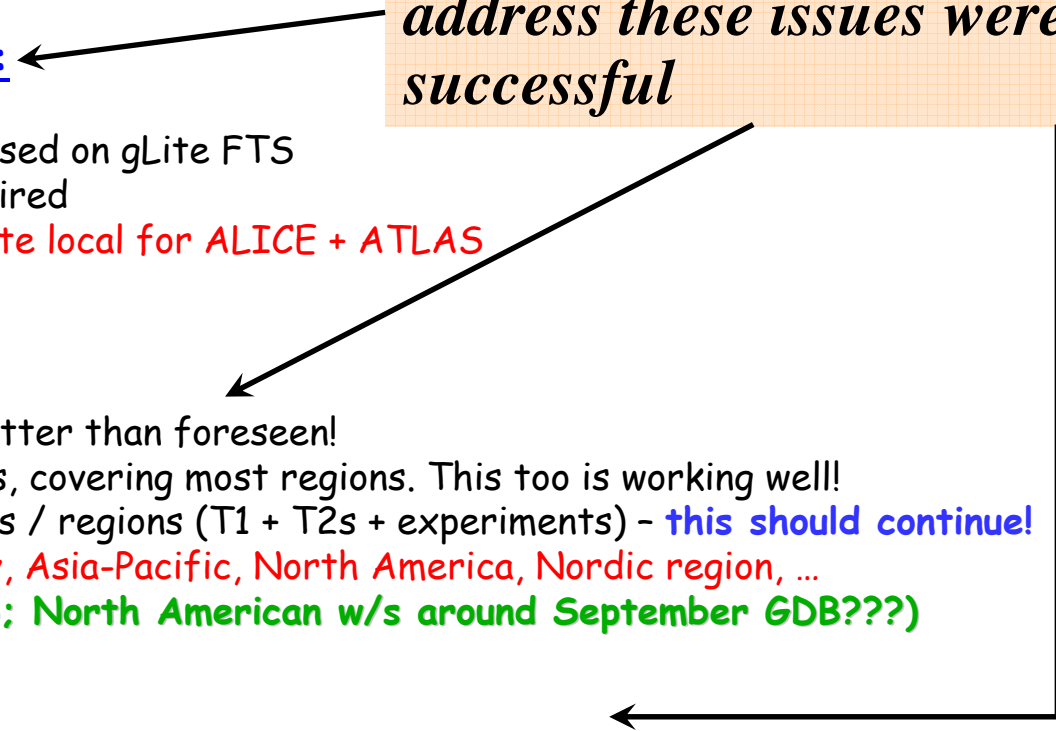 address these issues were
successful
:
sed on gLite FTS
ired
te local for ALICE + ATLAS
tter than foreseen!
s, covering most regions. This too is working well!
s / regions (T1 + T2s + experiments) – this should continue!
, Asia-Pacific, North America, Nordic region, …
; North American w/s around September GDB???)